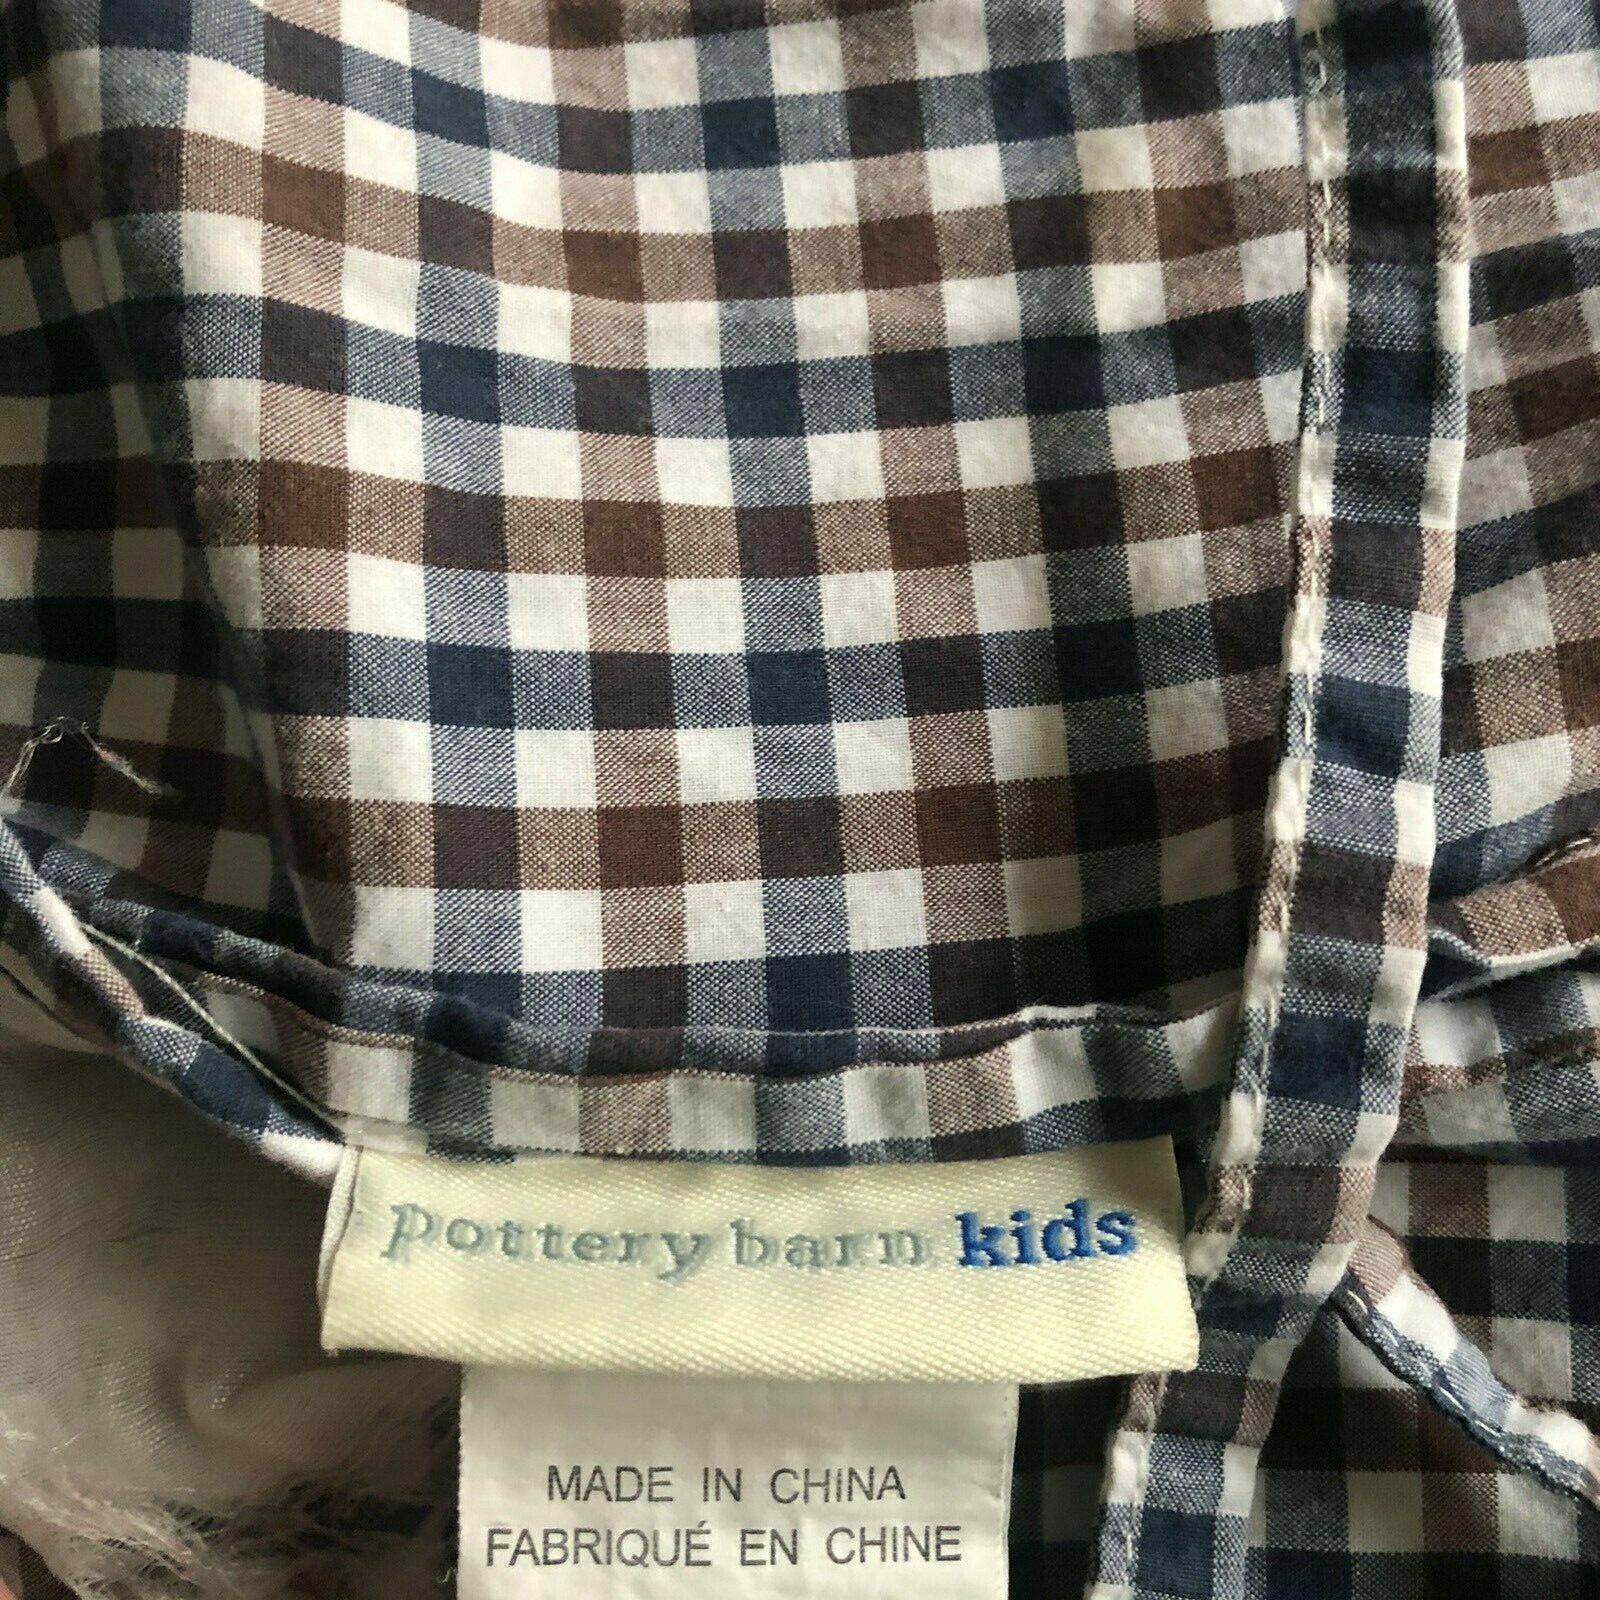 pottery barn kids
MADE IN CHINA
FABRIQUÉ EN CHINE